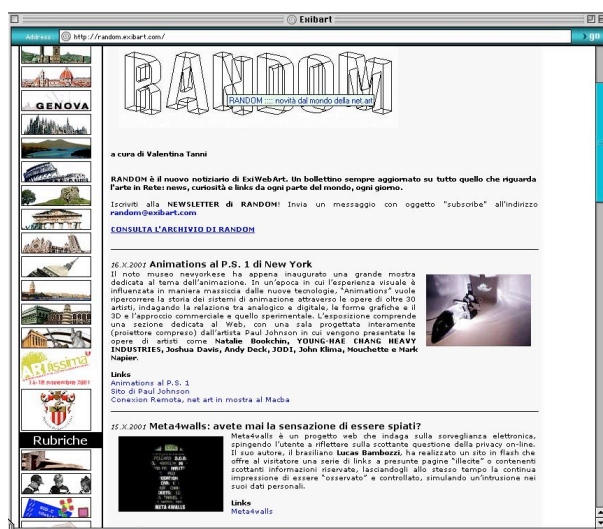 Exibart
Address
http://random.exibart.com/
go
RANDOM
RANDOM :::: novità dal mondo della net art
GENOVA
a cura di Valentina Tanni
RANDOM è il nuovo notiziario di ExiWebArt. Un bollettino sempre aggiornato su tutto quello che riguarda
l'arte in Rete: news, curiosità e links da ogni parte del mondo, ogni giorno.
Iscriviti alla NEWSLETTER di RANDOM! Invia un messaggio con oggetto "subscribe" all'indirizzo
random@exibart.com
CONSULTA L'ARCHIVIO DI RANDOM
16.X.2001 Animations al P.S. 1 di New York
Il noto museo newyorkese ha appena inaugurato una grande mostra
dedicata al tema dell'animazione. In un'epoca in cui l'esperienza visuale è
influenzata in maniera massiccia dalle nuove tecnologie, "Animations" vuole
ripercorrere la storia dei sistemi di animazione attraverso le opere di oltre 30
artisti, indagando la relazione tra analogico e digitale, le forme grafiche e il
3D e l'approccio commerciale e quello sperimentale. L'esposizione comprende
una sezione dedicata al Web, con una sala progettata interamente
(proiettore compreso) dall'artista Paul Johnson in cui vengono presentate le
opere di artisti come Natalie Bookchin, YOUNG-HAE CHANG HEAVY
INDUSTRIES, Joshua Davis, Andy Deck, JODI, John Klima, Mouchette e Mark
Napier.
Links
Animations al P.S. 1
Sito di Paul Johnson
Conexion Remota, net art in mostra al Macba
ARTissima
14-18 novembre 2001
Rubriche
15.X.2001 Meta4walls: avete mai la sensazione di essere spiati?
Meta4walls è un progetto web che indaga sulla sorveglianza elettronica,
spingendo l'utente a riflettere sulla scottante questione della privacy on-line.
Il suo autore, il brasiliano Lucas Bambozzi, ha realizzato un sito in flash che
offre al visitatore una serie di links a presunte pagine "illecite" o contenenti
scottanti informazioni riservate, lasciandogli allo stesso tempo la continua
impressione di essere "osservato" e controllato, simulando un'intrusione nei
suoi dati personali.
META4WALLS
Links
Meta4walls